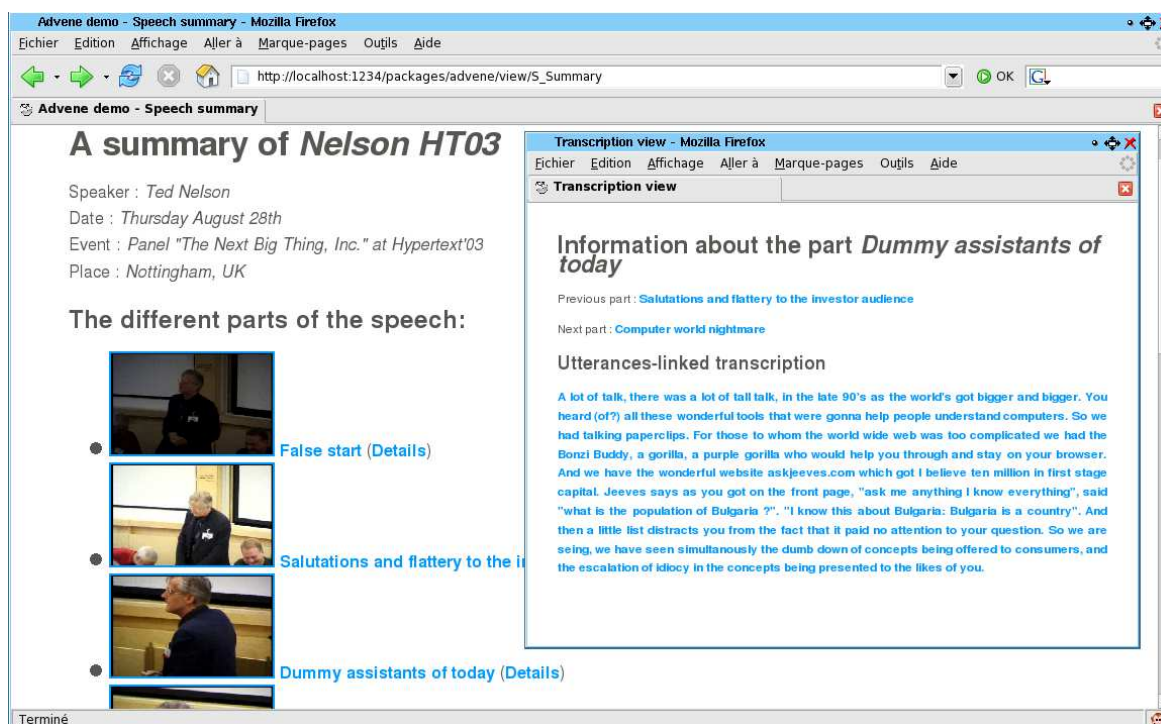 Advene demo - Speech summary - Mozilla Firefox
Fichier Edition Affichage Aller à Marque-pages Outils Aide
http://localhost:1234/packages/advene/view/S_Summary
OK
G
Advene demo - Speech summary
A summary of Nelson HT03
Speaker : Ted Nelson
Date : Thursday August 28th
Event : Panel "The Next Big Thing, Inc." at Hypertext'03
Place : Nottingham, UK
The different parts of the speech:
False start (Details)
Salutations and flattery to the
Dummy assistants of today (Details)
Terminé
Transcription view - Mozilla Firefox
Fichier Edition Affichage Aller à Marque-pages Outils Aide
Transcription view
Information about the part Dummy assistants of
today
Previous part : Salutations and flattery to the investor audience
Next part : Computer world nightmare
Utterances-linked transcription
A lot of talk, there was a lot of tall talk, in the late 90's as the world's got bigger and bigger. You
heard (of?) all these wonderful tools that were gonna help people understand computers. So we
had talking paperclips. For those to whom the world wide web was too complicated we had the
Bonzi Buddy, a gorilla, a purple gorilla who would help you through and stay on your browser.
And we have the wonderful website askjeeves.com which got I believe ten million in first stage
capital. Jeeves says as you got on the front page, "ask me anything I know everything", said
"what is the population of Bulgaria ?". "I know this about Bulgaria: Bulgaria is a country". And
then a little list distracts you from the fact that it paid no attention to your question. So we are
seing, we have seen simultanously the dumb down of concepts being offered to consumers, and
the escalation of idiocy in the concepts being presented to the likes of you.